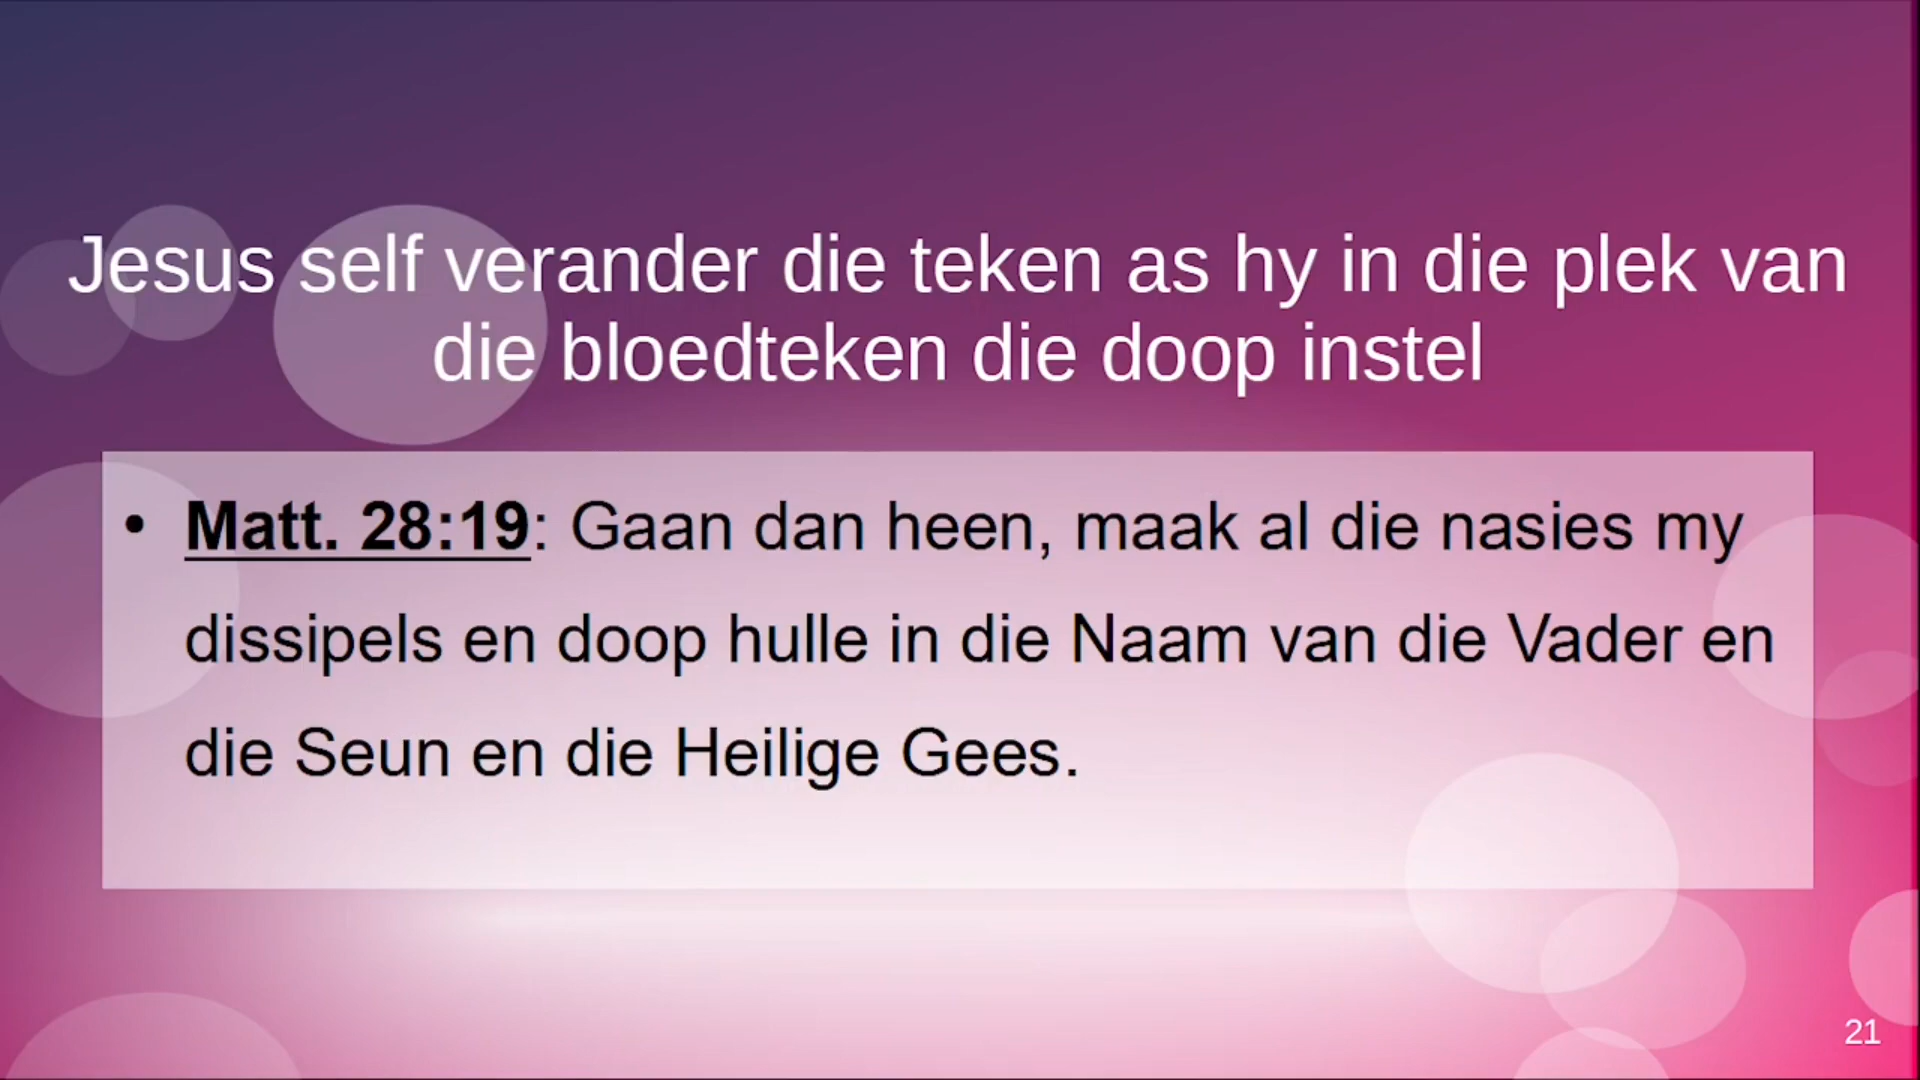 Jesus self verander die teken as hy in die plek van
die bloedteken die doop instel
• Matt. 28:19: Gaan dan heen, maak al die nasies my
dissipels en doop hulle in die Naam van die Vader en
die Seun en die Heilige Gees.
21